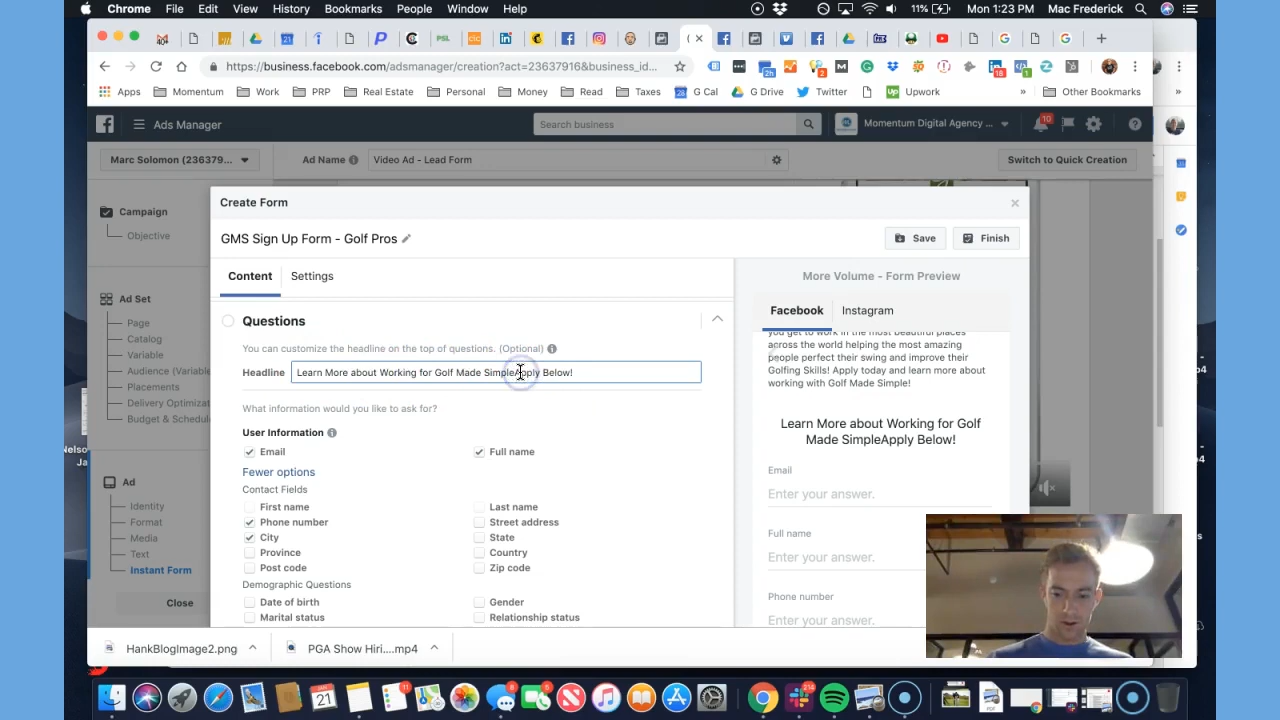 Chrome File Edit View History Bookmarks People Window Help
11% Mon 1:23 PM Mac Frederick
https://business.facebook.com/adsmanager/creation?act=23637916&business_id...
Apps Momentum Work PRP Real Estate Personal Money Read Taxes G Cal G Drive Twitter Upwork » Other Bookmarks »
Ads Manager
Search business
Momentum Digital Agency ...
10
Marc Solomon (236379...
Ad Name
Video Ad - Lead Form
Switch to Quick Creation
Campaign
Objective
Ad Set
Page
Catalog
Variable
Audience (Variable
Placements
Delivery Optimizat
Budget & Schedul
Ad
Identity
Format
Media
Text
Instant Form
Close
Create Form
GMS Sign Up Form - Golf Pros
Save
Finish
Content
Settings
Questions
You can customize the headline on the top of questions. (Optional)
Headline
Learn More about Working for Golf Made SimpleApply Below!
What information would you like to ask for?
User Information
Email
Full name
Fewer options
Contact Fields
First name
Last name
Phone number
Street address
City
State
Province
Country
Post code
Zip code
Demographic Questions
Date of birth
Gender
Marital status
Relationship status
More Volume - Form Preview
Facebook
Instagram
you get to work in the most beautiful places
across the world helping the most amazing
people perfect their swing and improve their
Golfing Skills! Apply today and learn more about
working with Golf Made Simple!
Learn More about Working for Golf
Made SimpleApply Below!
Email
Enter your answer.
Full name
Enter your answer.
Phone number
Enter your answer.
HankBlogImage2.png
PGA Show Hiri....mp4